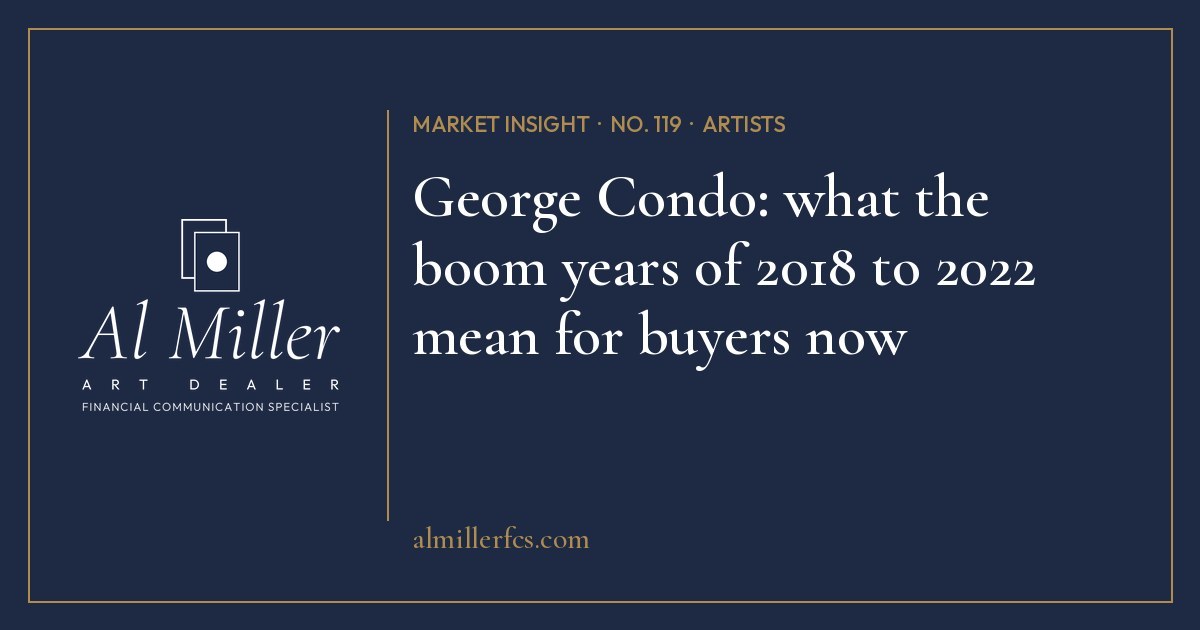 MARKET INSIGHT · NO. 119 · ARTISTS
George Condo: what the
boom years of 2018 to 2022
mean for buyers now
Al Miller
ART DEALER
FINANCIAL COMMUNICATION SPECIALIST
almillerfcs.com